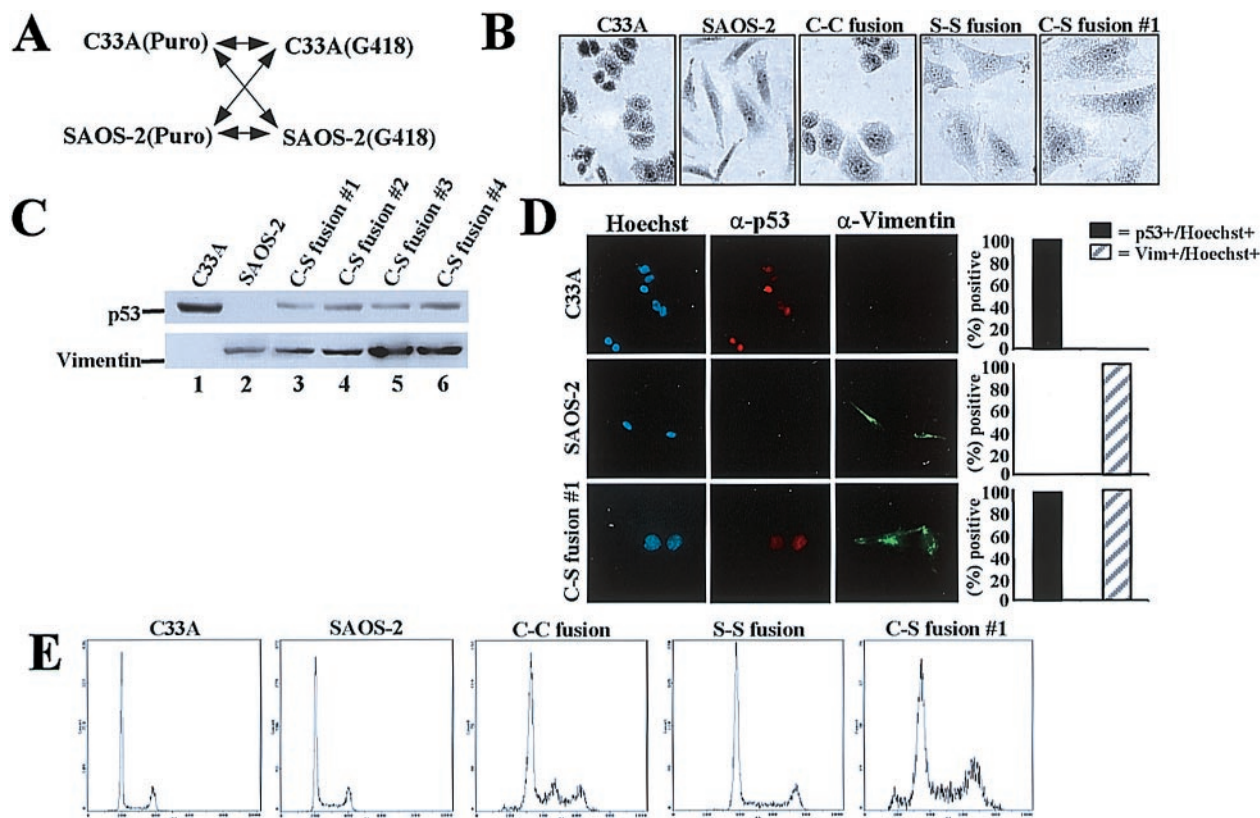 A
C33A(Puro)
C33A(G418)
SAOS-2(Puro)
SAOS-2(G418)
B
C33A
SAOS-2
C-C fusion
S-S fusion
C-S fusion #1
C
C33A
SAOS-2
C-S fusion #1
C-S fusion #2
C-S fusion #3
C-S fusion #4
p53
Vimentin
1 2 3 4 5 6
D
Hoechst
α-p53
α-Vimentin
= p53+/Hoechst+
= Vim+/Hoechst+
C33A
(%) positive
100
80
60
40
20
0
SAOS-2
(%) positive
100
80
60
40
20
0
C-S fusion #1
(%) positive
100
80
60
40
20
0
E
C33A
SAOS-2
C-C fusion
S-S fusion
C-S fusion #1